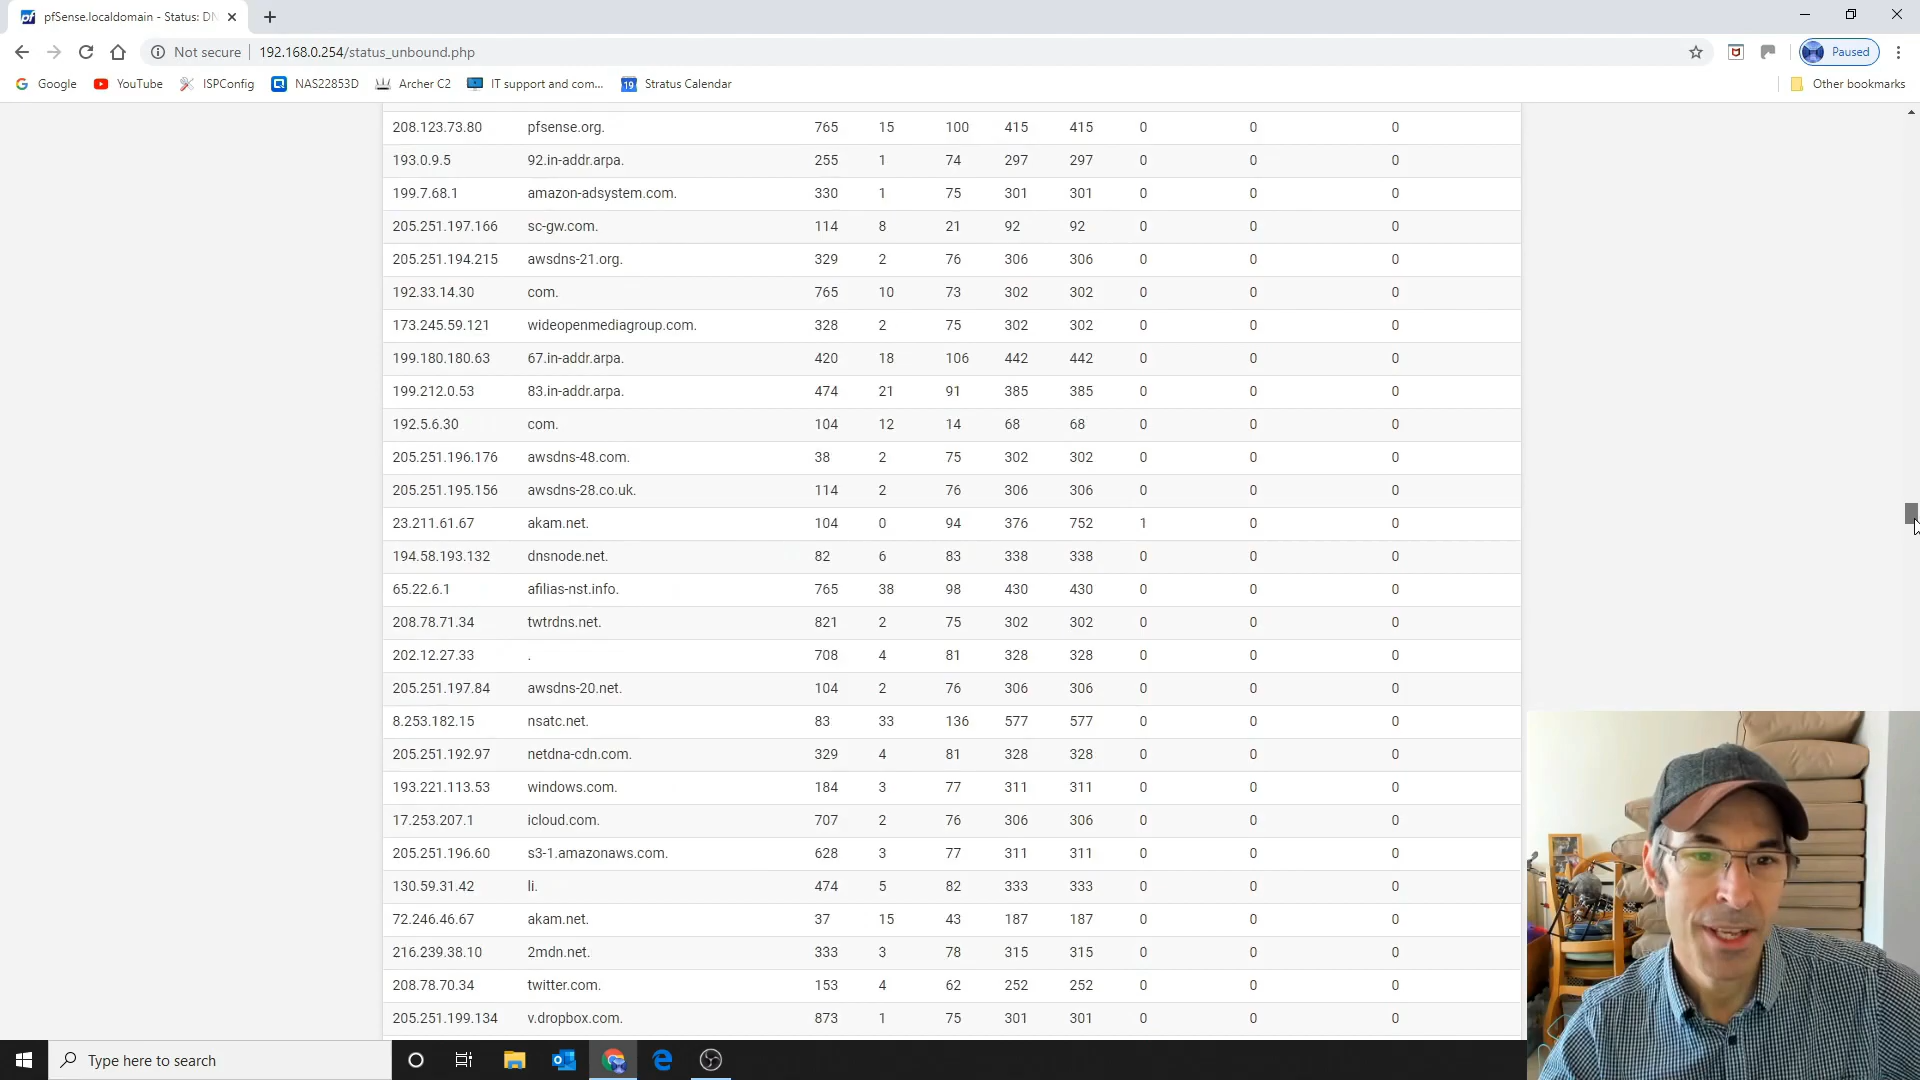 pfSense.localdomain - Status: DN
Not secure 192.168.0.254/status_unbound.php Paused
Google YouTube ISPConfig NAS22853D Archer C2 IT support and com... 19 Stratus Calendar Other bookmarks
208.123.73.80 pfsense.org. 765 15 100 415 415 0 0 0
193.0.9.5 92.in-addr.arpa. 255 1 74 297 297 0 0 0
199.7.68.1 amazon-adsystem.com. 330 1 75 301 301 0 0 0
205.251.197.166 sc-gw.com. 114 8 21 92 92 0 0 0
205.251.194.215 awsdns-21.org. 329 2 76 306 306 0 0 0
192.33.14.30 com. 765 10 73 302 302 0 0 0
173.245.59.121 wideopenmediagroup.com. 328 2 75 302 302 0 0 0
199.180.180.63 67.in-addr.arpa. 420 18 106 442 442 0 0 0
199.212.0.53 83.in-addr.arpa. 474 21 91 385 385 0 0 0
192.5.6.30 com. 104 12 14 68 68 0 0 0
205.251.196.176 awsdns-48.com. 38 2 75 302 302 0 0 0
205.251.195.156 awsdns-28.co.uk. 114 2 76 306 306 0 0 0
23.211.61.67 akam.net. 104 0 94 376 752 1 0 0
194.58.193.132 dnsnode.net. 82 6 83 338 338 0 0 0
65.22.6.1 afilias-nst.info. 765 38 98 430 430 0 0 0
208.78.71.34 twtrdns.net. 821 2 75 302 302 0 0 0
202.12.27.33 . 708 4 81 328 328 0 0 0
205.251.197.84 awsdns-20.net. 104 2 76 306 306 0 0 0
8.253.182.15 nsatc.net. 83 33 136 577 577 0 0 0
205.251.192.97 netdna-cdn.com. 329 4 81 328 328 0 0 0
193.221.113.53 windows.com. 184 3 77 311 311 0 0 0
17.253.207.1 icloud.com. 707 2 76 306 306 0 0 0
205.251.196.60 s3-1.amazonaws.com. 628 3 77 311 311 0 0 0
130.59.31.42 li. 474 5 82 333 333 0 0 0
72.246.46.67 akam.net. 37 15 43 187 187 0 0 0
216.239.38.10 2mdn.net. 333 3 78 315 315 0 0 0
208.78.70.34 twitter.com. 153 4 62 252 252 0 0 0
205.251.199.134 v.dropbox.com. 873 1 75 301 301 0 0 0
Type here to search